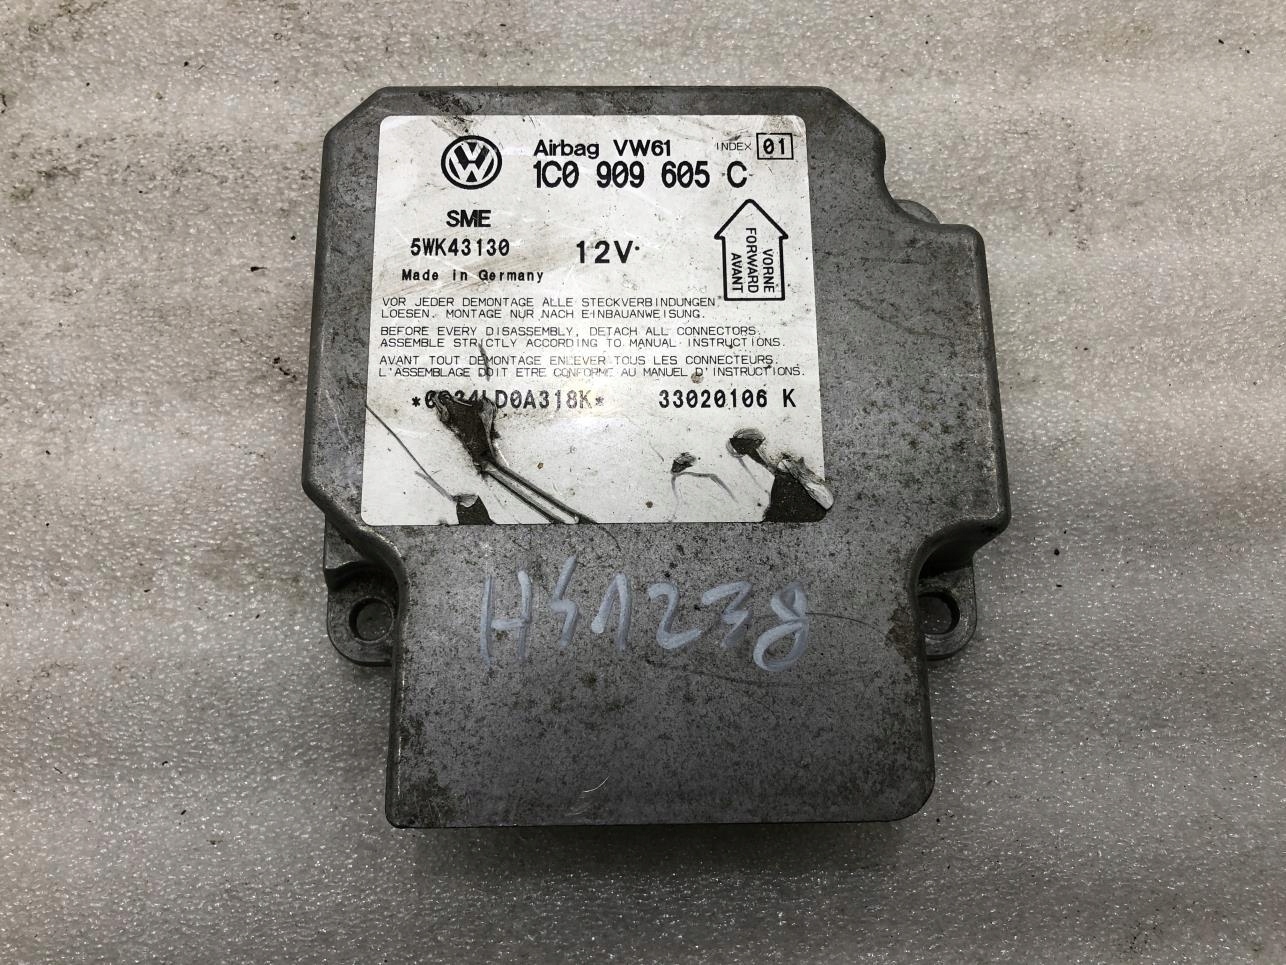 Airbag VW61 INDEX 01
1C0 909 605 C
SME
5WK43130 12V
Made in Germany
VORNE
FORWARD
AVANT
VOR JEDER DEMONTAGE ALLE STECKVERBINDUNGEN
LOESEN. MONTAGE NUR NACH EINBAUANWEISUNG.
BEFORE EVERY DISASSEMBLY, DETACH ALL CONNECTORS.
ASSEMBLE STRICTLY ACCORDING TO MANUAL INSTRUCTIONS.
AVANT TOUT DEMONTAGE ENLEVER TOUS LES CONNECTEURS.
L'ASSEMBLAGE DOIT ETRE CONFORME AU MANUEL D'INSTRUCTIONS.
33020106 K